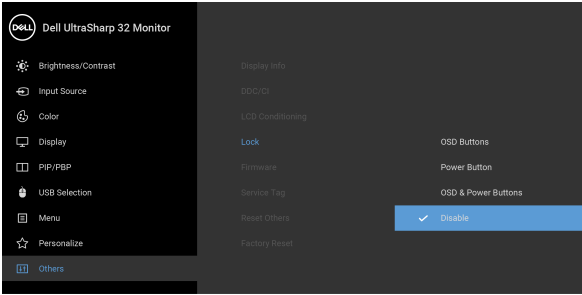 DELL Dell UltraSharp 32 Monitor
Brightness/Contrast
Display Info
Input Source
DDC/CI
Color
LCD Conditioning
Display
Lock
OSD Buttons
PIP/PBP
Firmware
Power Button
USB Selection
Service Tag
OSD & Power Buttons
Menu
Reset Others
Disable
Personalize
Factory Reset
Others